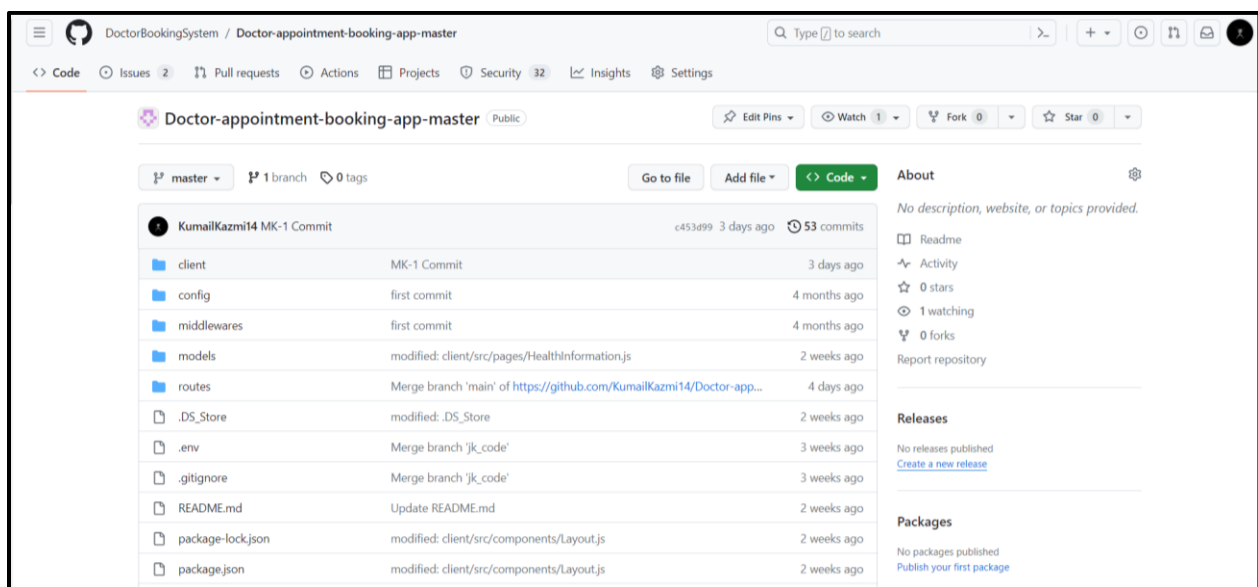 DoctorBookingSystem / Doctor-appointment-booking-app-master
Type / to search
Code Issues 2 Pull requests Actions Projects Security 32 Insights Settings
Doctor-appointment-booking-app-master Public
Edit Pins Watch 1 Fork 0 Star 0
master 1 branch 0 tags
Go to file Add file Code
KumailKazmi14 MK-1 Commit c453d99 3 days ago 53 commits
client MK-1 Commit 3 days ago
config first commit 4 months ago
middlewares first commit 4 months ago
models modified: client/src/pages/HealthInformation.js 2 weeks ago
routes Merge branch 'main' of https://github.com/KumailKazmi14/Doctor-app... 4 days ago
.DS_Store modified: .DS_Store 2 weeks ago
.env Merge branch 'jk_code' 3 weeks ago
.gitignore Merge branch 'jk_code' 3 weeks ago
README.md Update README.md 2 weeks ago
package-lock.json modified: client/src/components/Layout.js 2 weeks ago
package.json modified: client/src/components/Layout.js 2 weeks ago
About
No description, website, or topics provided.
Readme
Activity
0 stars
1 watching
0 forks
Report repository
Releases
No releases published
Create a new release
Packages
No packages published
Publish your first package